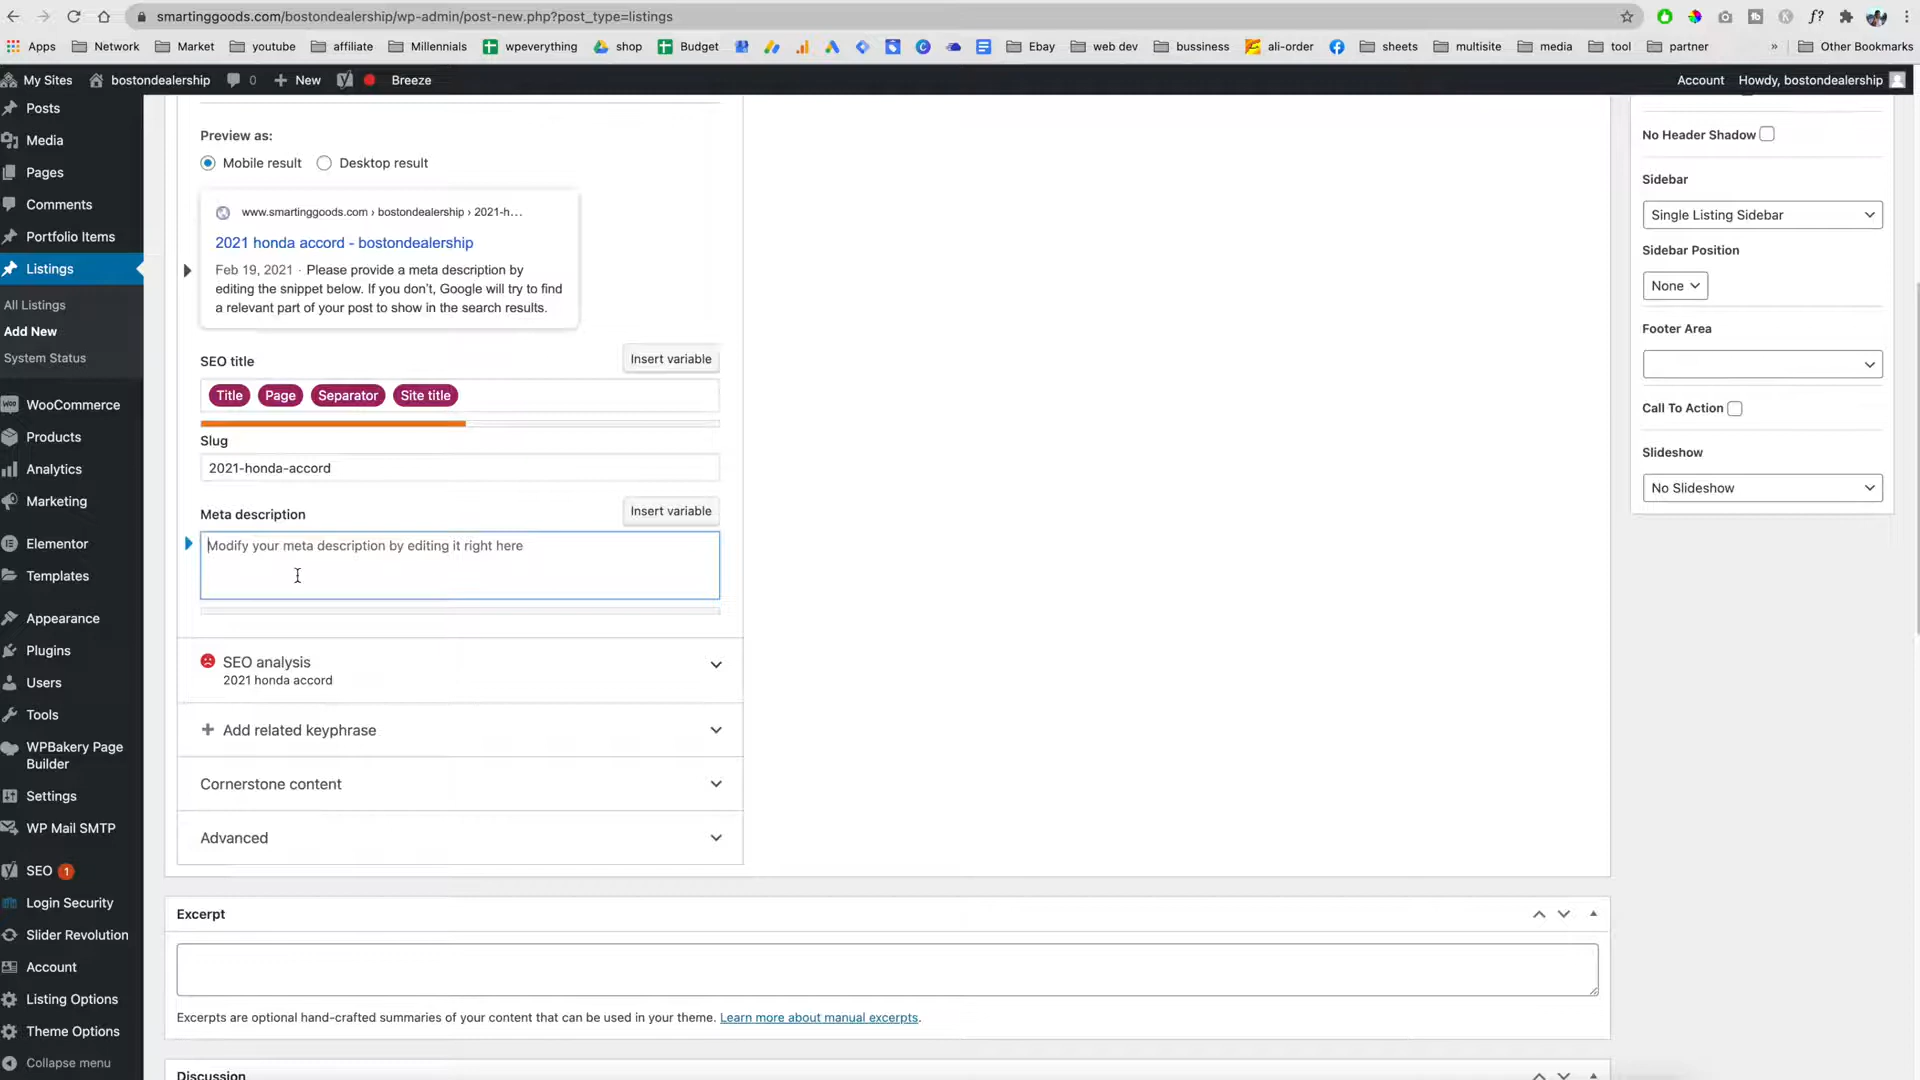 smartinggoods.com/bostondealership/wp-admin/post-new.php?post_type=listings
Apps Network Market youtube affiliate Millennials wpeverything shop Budget Ebay web dev bussiness ali-order sheets multisite media tool partner » Other Bookmarks
My Sites bostondealership 0 New Breeze Account Howdy, bostondealership
Posts
Media
Pages
Comments
Portfolio Items
Listings
All Listings
Add New
System Status
WooCommerce
Products
Analytics
Marketing
Elementor
Templates
Appearance
Plugins
Users
Tools
WPBakery Page
Builder
Settings
WP Mail SMTP
SEO 1
Login Security
Slider Revolution
Account
Listing Options
Theme Options
Collapse menu
Preview as:
Mobile result Desktop result
www.smartinggoods.com › bostondealership › 2021-h...
2021 honda accord - bostondealership
Feb 19, 2021 · Please provide a meta description by
editing the snippet below. If you don't, Google will try to find
a relevant part of your post to show in the search results.
SEO title Insert variable
Title Page Separator Site title
Slug
2021-honda-accord
Meta description Insert variable
Modify your meta description by editing it right here
SEO analysis
2021 honda accord
Add related keyphrase
Cornerstone content
Advanced
Excerpt
Excerpts are optional hand-crafted summaries of your content that can be used in your theme. Learn more about manual excerpts.
Discussion
No Header Shadow
Sidebar
Single Listing Sidebar
Sidebar Position
None
Footer Area
Call To Action
Slideshow
No Slideshow